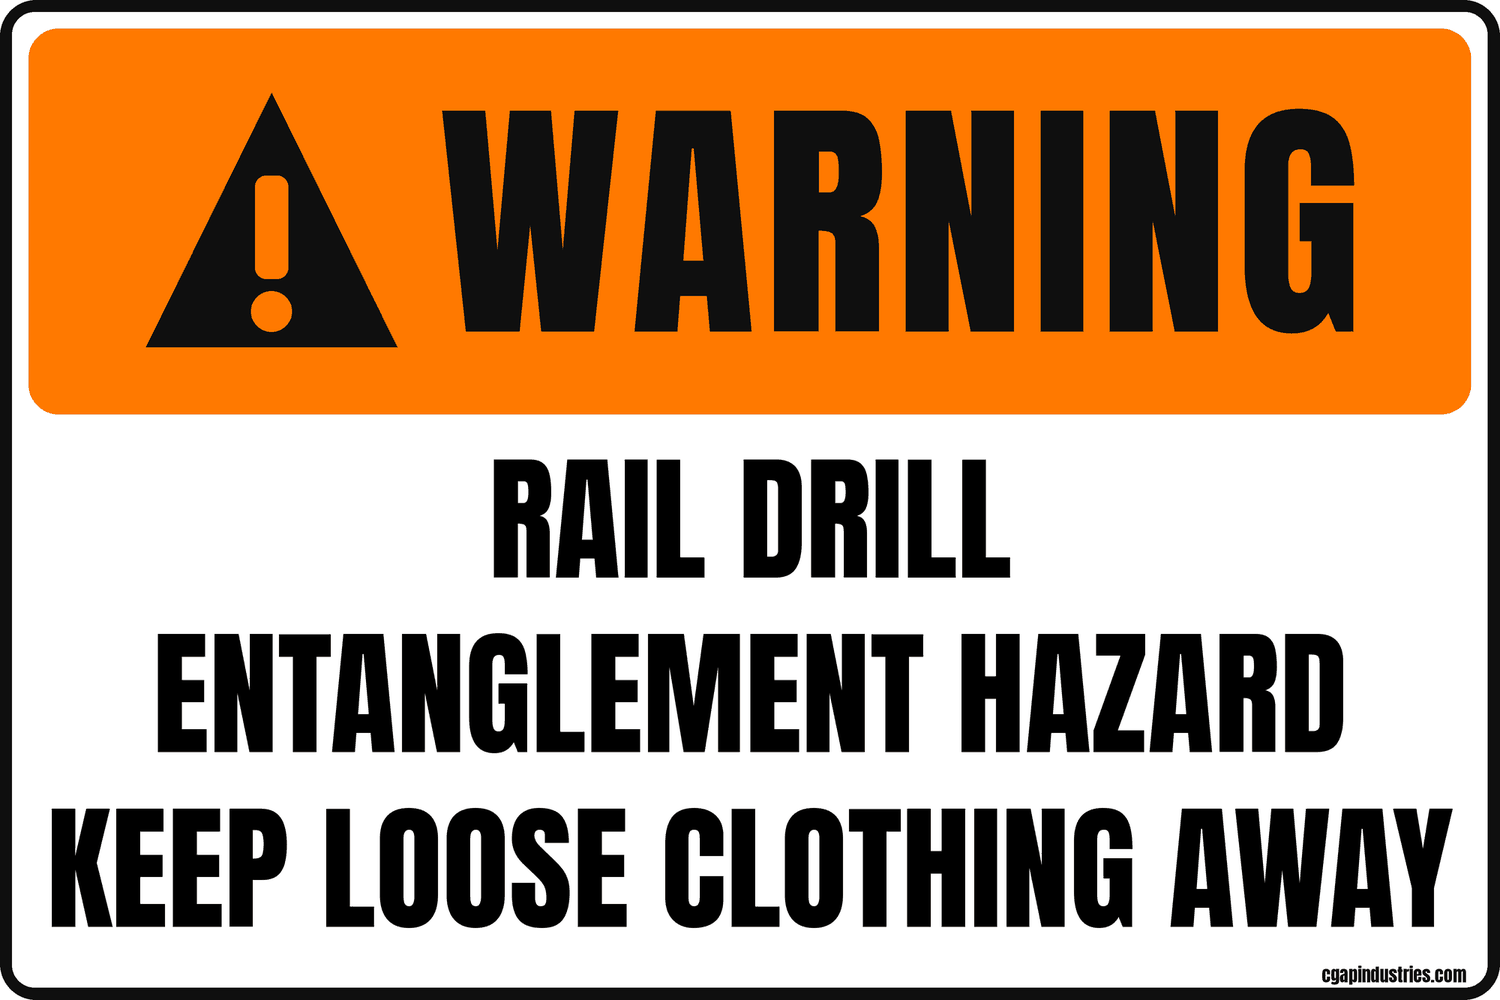 WARNING
RAIL DRILL
ENTANGLEMENT HAZARD
KEEP LOOSE CLOTHING AWAY
cgapindustries.com